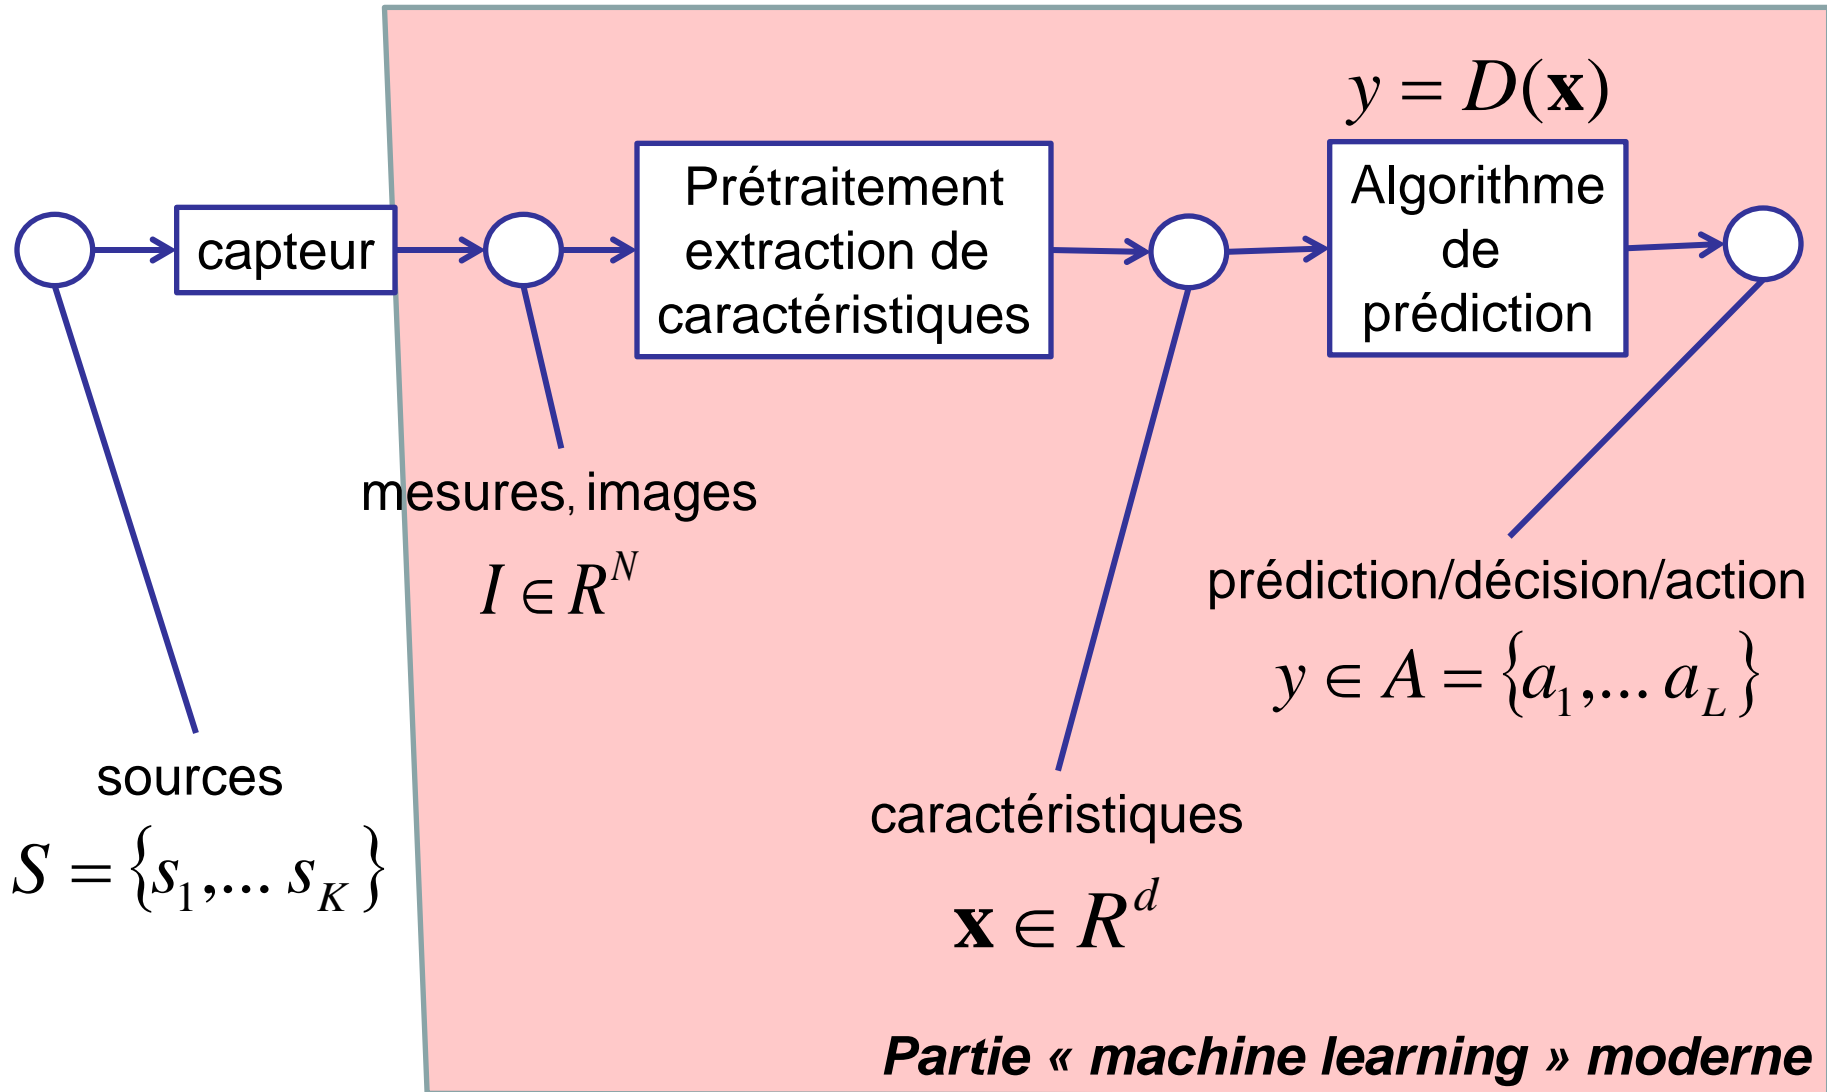 y = D(x)
capteur
Prétraitement
extraction de
caractéristiques
Algorithme
de
prédiction
mesures, images
I ∈ R^N
prédiction/décision/action
y ∈ A = {a_1,... a_L}
sources
S = {s_1,... s_K}
caractéristiques
x ∈ R^d
Partie « machine learning » moderne